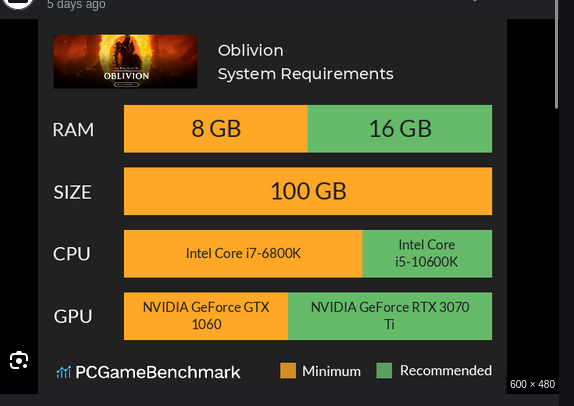 5 days ago
OBLIVION
Oblivion
System Requirements
RAM
8 GB
16 GB
SIZE
100 GB
CPU
Intel Core i7-6800K
Intel Core
i5-10600K
GPU
NVIDIA GeForce GTX
1060
NVIDIA GeForce RTX 3070
Ti
PCGameBenchmark
Minimum
Recommended
600 × 480